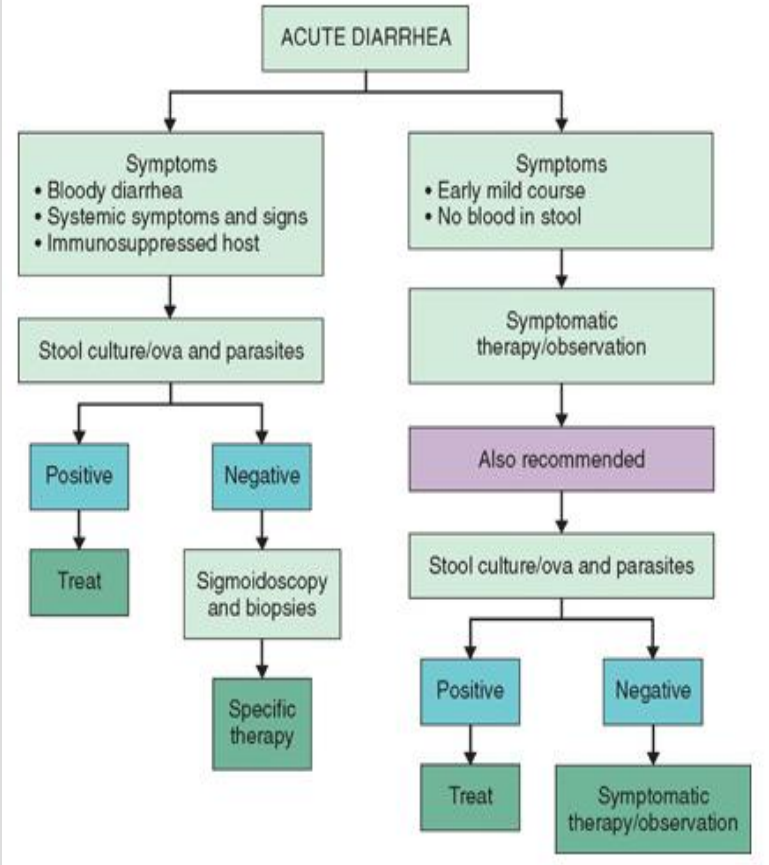 ACUTE DIARRHEA
Symptoms
• Bloody diarrhea
• Systemic symptoms and signs
• Immunosuppressed host
Stool culture/ova and parasites
Positive
Negative
Treat
Sigmoidoscopy
and biopsies
Specific
therapy
Symptoms
• Early mild course
• No blood in stool
Symptomatic
therapy/observation
Also recommended
Stool culture/ova and parasites
Positive
Negative
Treat
Symptomatic
therapy/observation